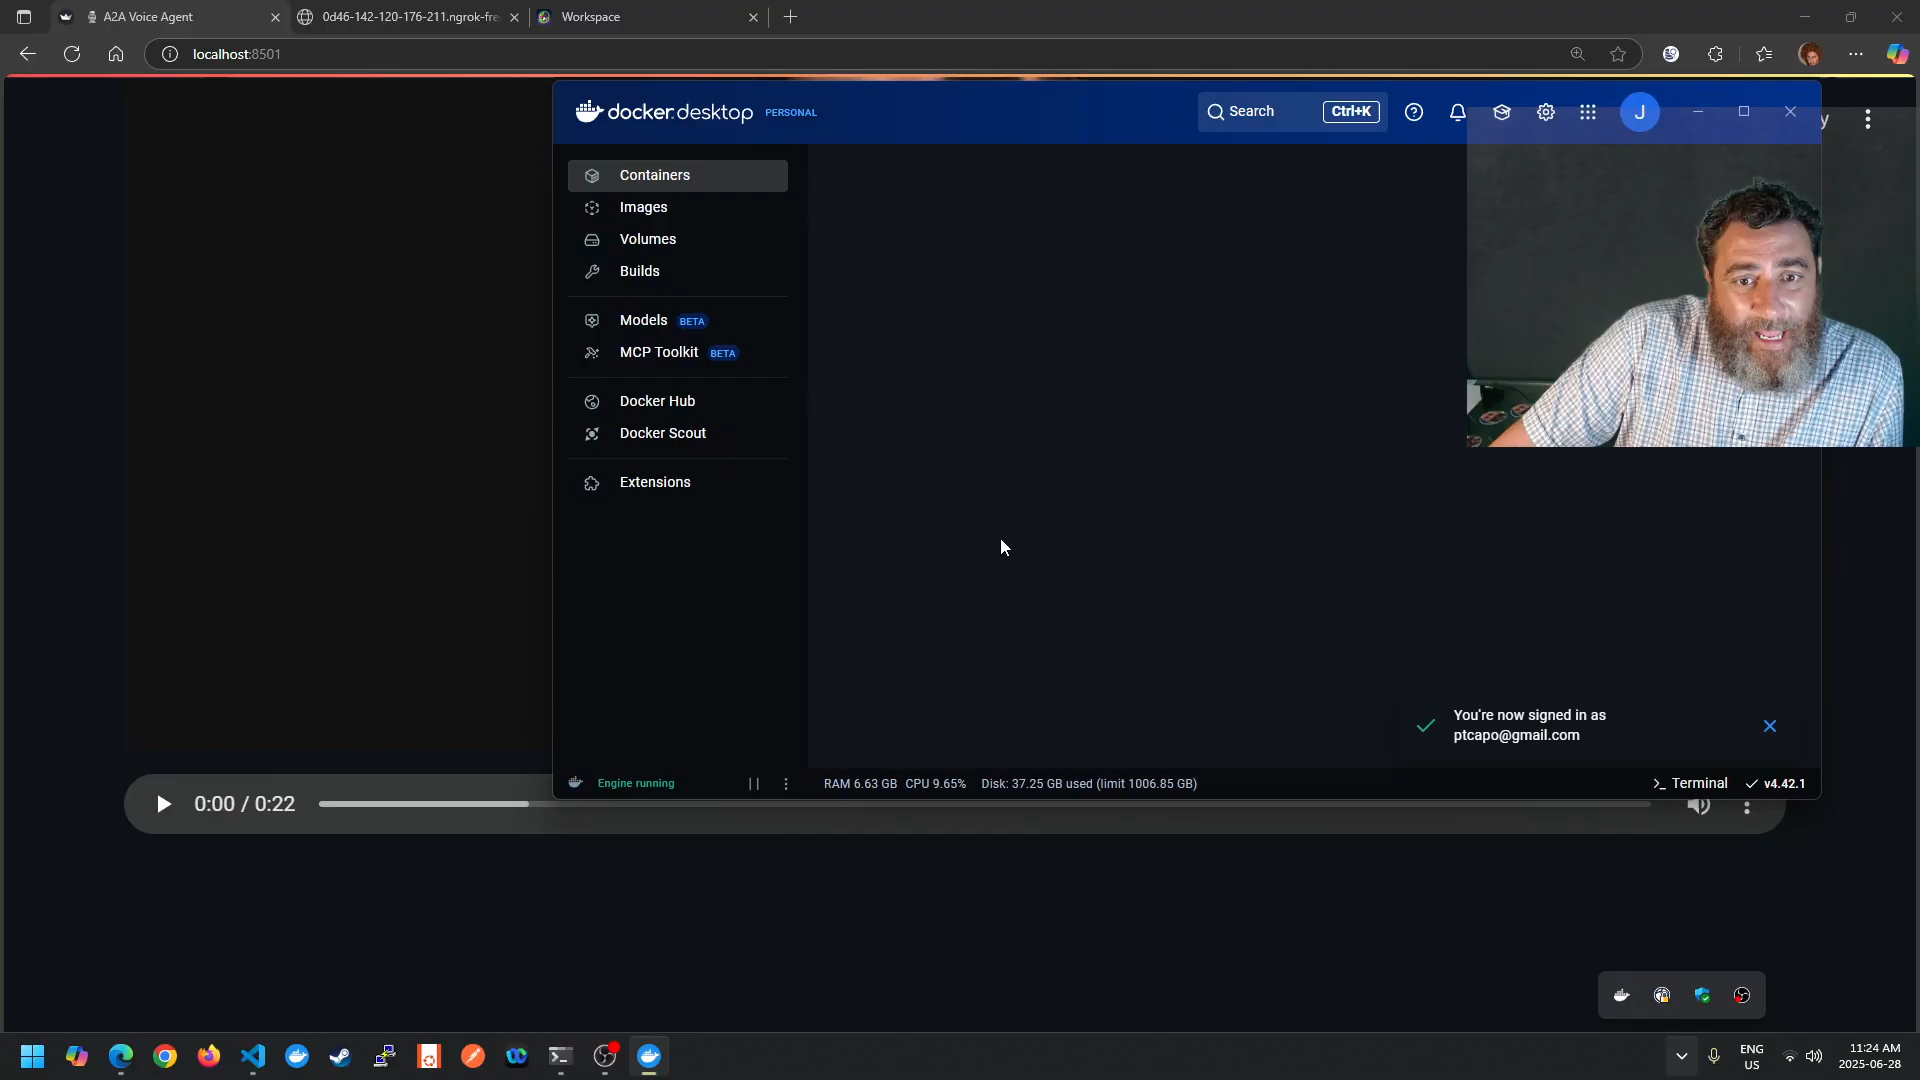 A2A Voice Agent
0d46-142-120-176-211.ngrok-fre
Workspace
localhost:8501
docker.desktop PERSONAL
Search
Ctrl+K
J
y
Containers
Images
Volumes
Builds
Models BETA
MCP Toolkit BETA
Docker Hub
Docker Scout
Extensions
You're now signed in as
ptcapo@gmail.com
Engine running
RAM 6.63 GB CPU 9.65% Disk: 37.25 GB used (limit 1006.85 GB)
>_ Terminal
v4.42.1
0:00 / 0:22
ENG
US
11:24 AM
2025-06-28